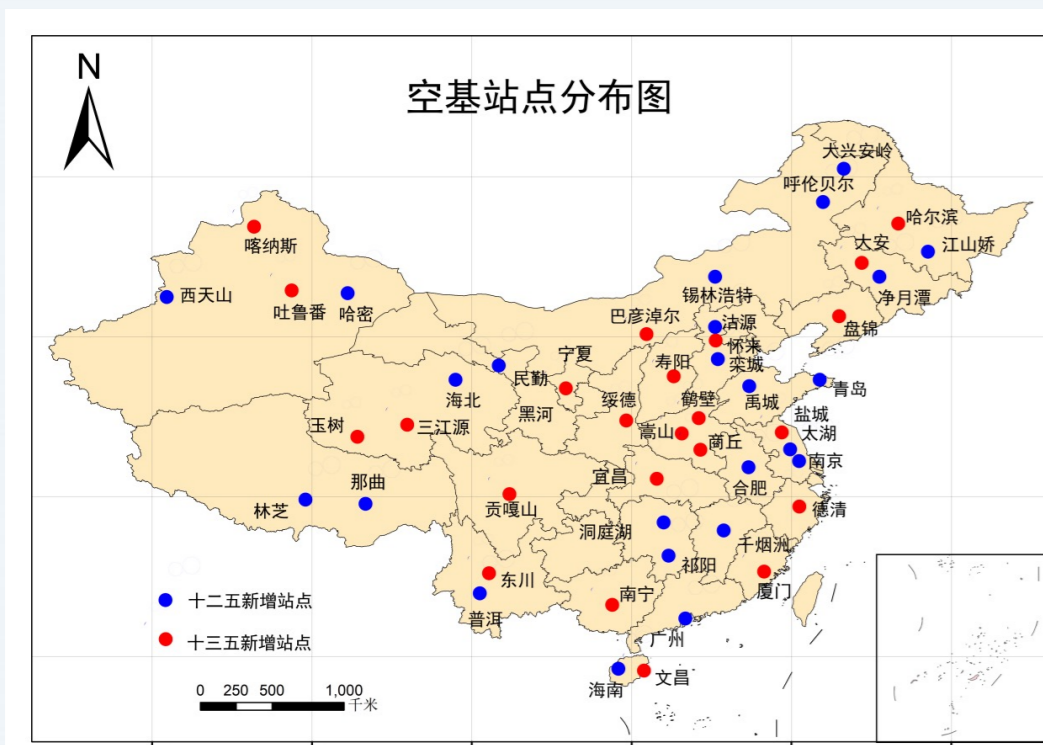 N
空基站点分布图
大兴安岭
呼伦贝尔
哈尔滨
江山娇
大安
净月潭
喀纳斯
西天山
吐鲁番
哈密
锡林浩特
巴彦淖尔
沽源
怀来
栾城
盘锦
宁夏
寿阳
民勤
海北
黑河
绥德
鹤壁
禹城
青岛
玉树
三江源
嵩山
商丘
盐城
太湖
南京
宜昌
合肥
那曲
林芝
贡嘎山
德清
洞庭湖
千烟洲
祁阳
东川
厦门
普洱
南宁
广州
海南
文昌
十二五新增站点
十三五新增站点
0 250 500 1,000
千米